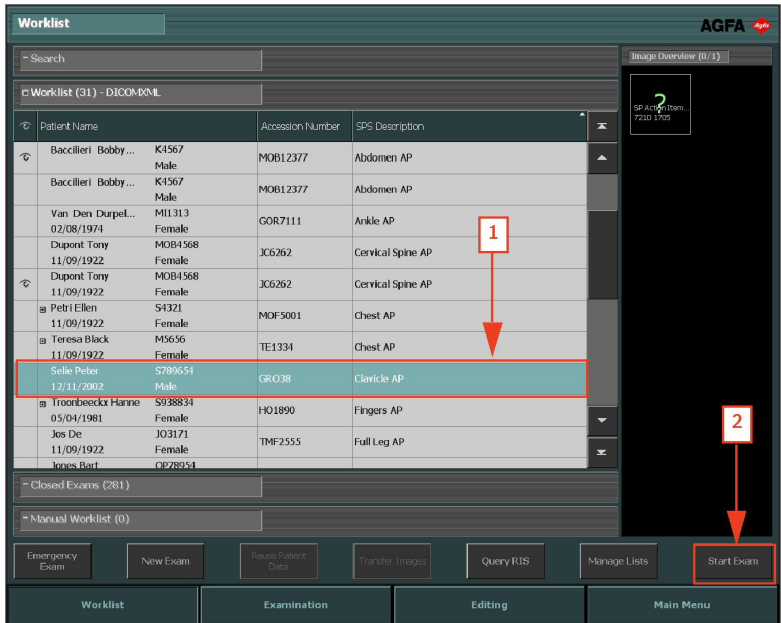 Worklist
AGFA
- Search
Image Overview (0/1)
Worklist (31) - DICOMXML
?
SP Action Item...
7210 1705
Patient Name Accession Number SPS Description
Baccilieri Bobby... K4567
Male
MOB12377 Abdomen AP
Baccilieri Bobby... K4567
Male
MOB12377 Abdomen AP
Van Den Durpel... MI1313
02/08/1974 Female
GOR7111 Ankle AP
1
Dupont Tony MOB4568
11/09/1922 Female
JC6262 Cervical Spine AP
Dupont Tony MOB4568
11/09/1922 Female
JC6262 Cervical Spine AP
Petri Ellen S4321
11/09/1922 Female
MOF5001 Chest AP
Teresa Black M5656
11/09/1922 Female
TE1334 Chest AP
Selie Peter S789654
12/11/2002 Male
GRO38 Clavicle AP
Troonbeeckx Hanne S938834
05/04/1981 Female
HO1890 Fingers AP
2
Jos De JO3171
11/09/1922 Female
TMF2555 Full Leg AP
Jones Bart OP78954
- Closed Exams (281)
- Manual Worklist (0)
Emergency
Exam
New Exam
Reuse Patient
Data
Transfer Images
Query RIS
Manage Lists
Start Exam
Worklist Examination Editing Main Menu